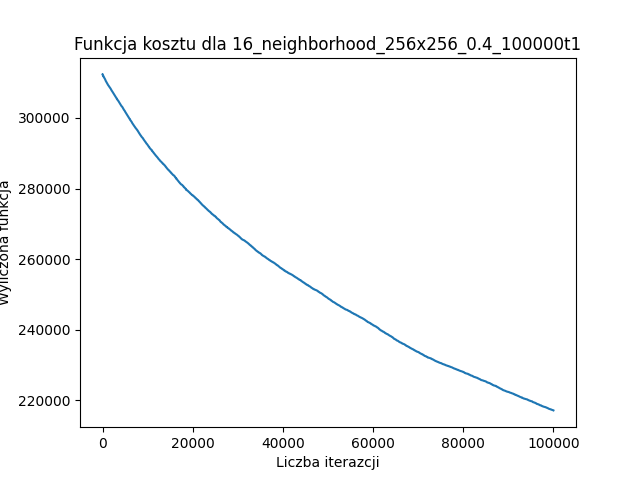 Funkcja kosztu dla 16_neighborhood_256x256_0.4_100000t1
300000
280000
260000
240000
220000
Wyliczona funkcja
0 20000 40000 60000 80000 100000
Liczba iterazcji